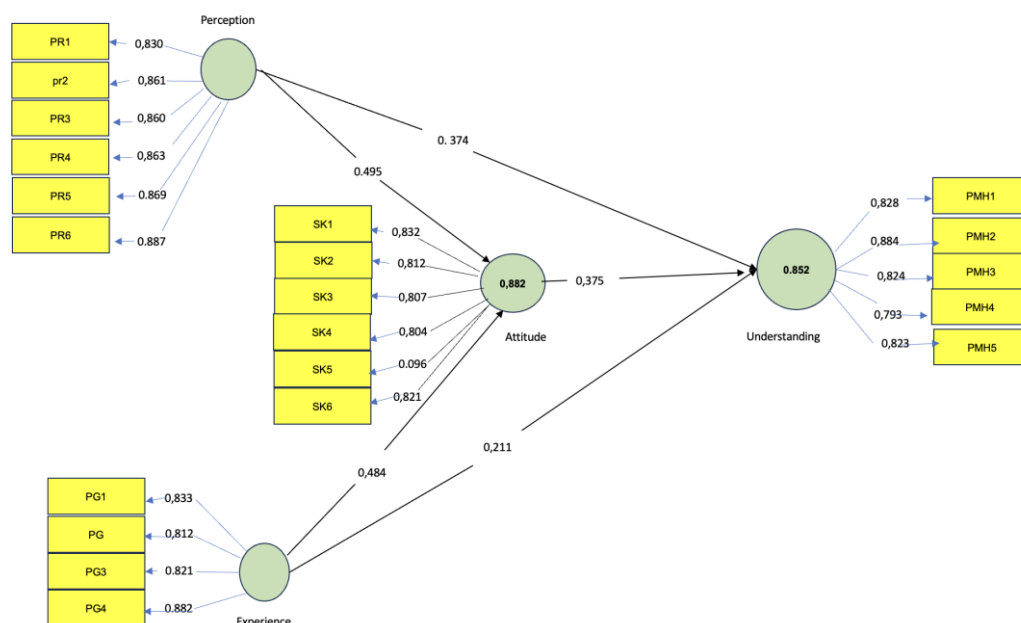 Perception
PR1
0,830
pr2
0,861
PR3
0,860
PR4
0,863
PR5
0.869
PR6
0.887
0. 374
0.495
SK1
0,832
SK2
0,812
SK3
0,807
SK4
0,804
SK5
0.096
SK6
0,821
0,882
Attitude
0,375
0.852
Understanding
0,828
PMH1
0,884
PMH2
0,824
PMH3
0,793
PMH4
0,823
PMH5
0,211
0,484
PG1
0,833
PG
0,812
PG3
0.821
PG4
0.882
Experience